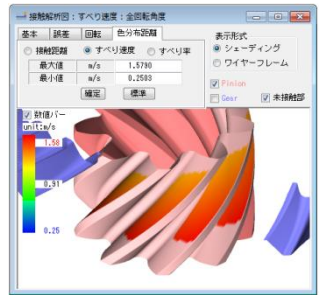 接触解析図：すべり速度：全回転角度
基本 誤差 回転 色分布距離
接触距離 すべり速度 すべり率
最大値 m/s 1.5790
最小値 m/s 0.2503
確定 標準
表示形式
シェーディング
ワイヤーフレーム
Pinion
Gear 未接触部
数値バー
unit:m/s
1.58
0.91
0.25